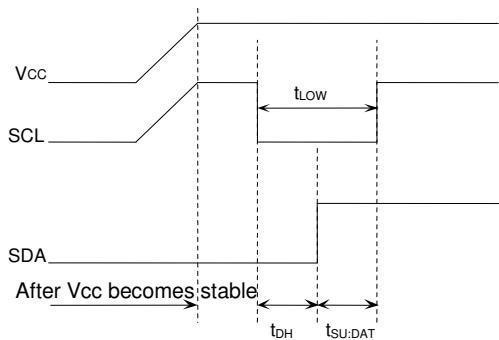 VCC
tLOW
SCL
SDA
After Vcc becomes stable
tDH
tSU:DAT